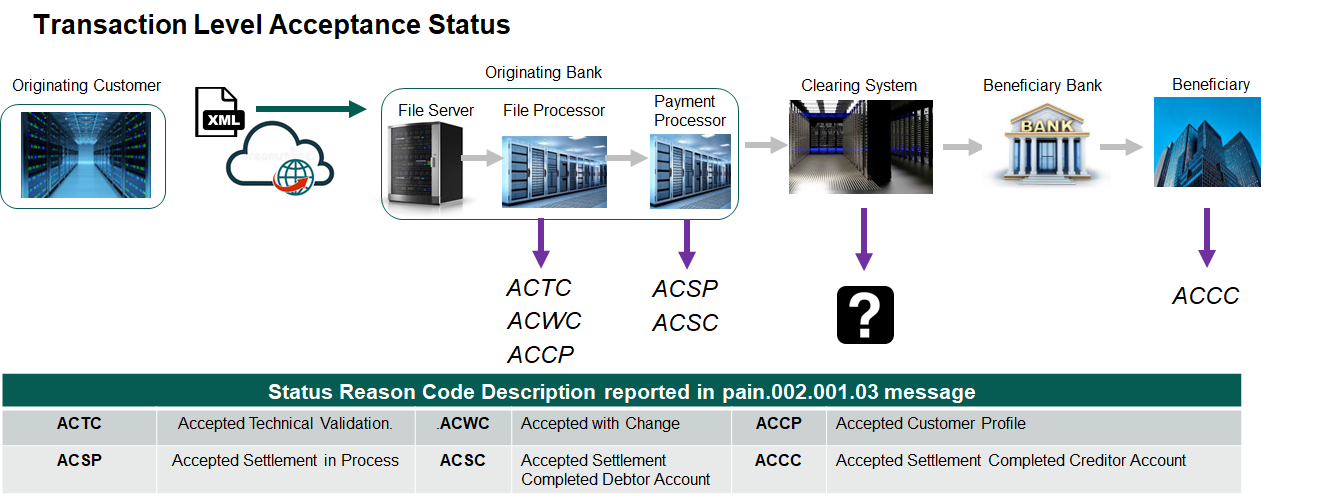 Transaction Level Acceptance Status
Originating Customer
XML
Originating Bank
File Server
File Processor
Payment
Processor
Clearing System
Beneficiary Bank
BANK
Beneficiary
ACTC
ACWC
ACCP
ACSP
ACSC
?
ACCC
Status Reason Code Description reported in pain.002.001.03 message
ACTC
Accepted Technical Validation.
.ACWC
Accepted with Change
ACCP
Accepted Customer Profile
ACSP
Accepted Settlement in Process
ACSC
Accepted Settlement
Completed Debtor Account
ACCC
Accepted Settlement Completed Creditor Account